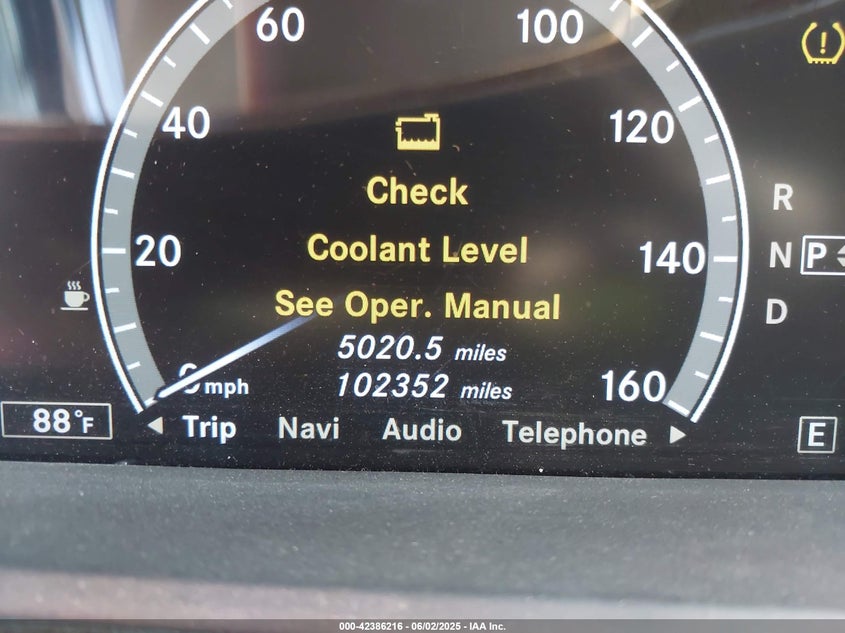 60
100
40
120
Check
R
Coolant Level
20
140
N P
See Oper. Manual
D
5020.5 miles
mph
102352 miles
160
88°F
Trip Navi Audio Telephone
E
000-42386216 - 06/02/2025 - IAA Inc.